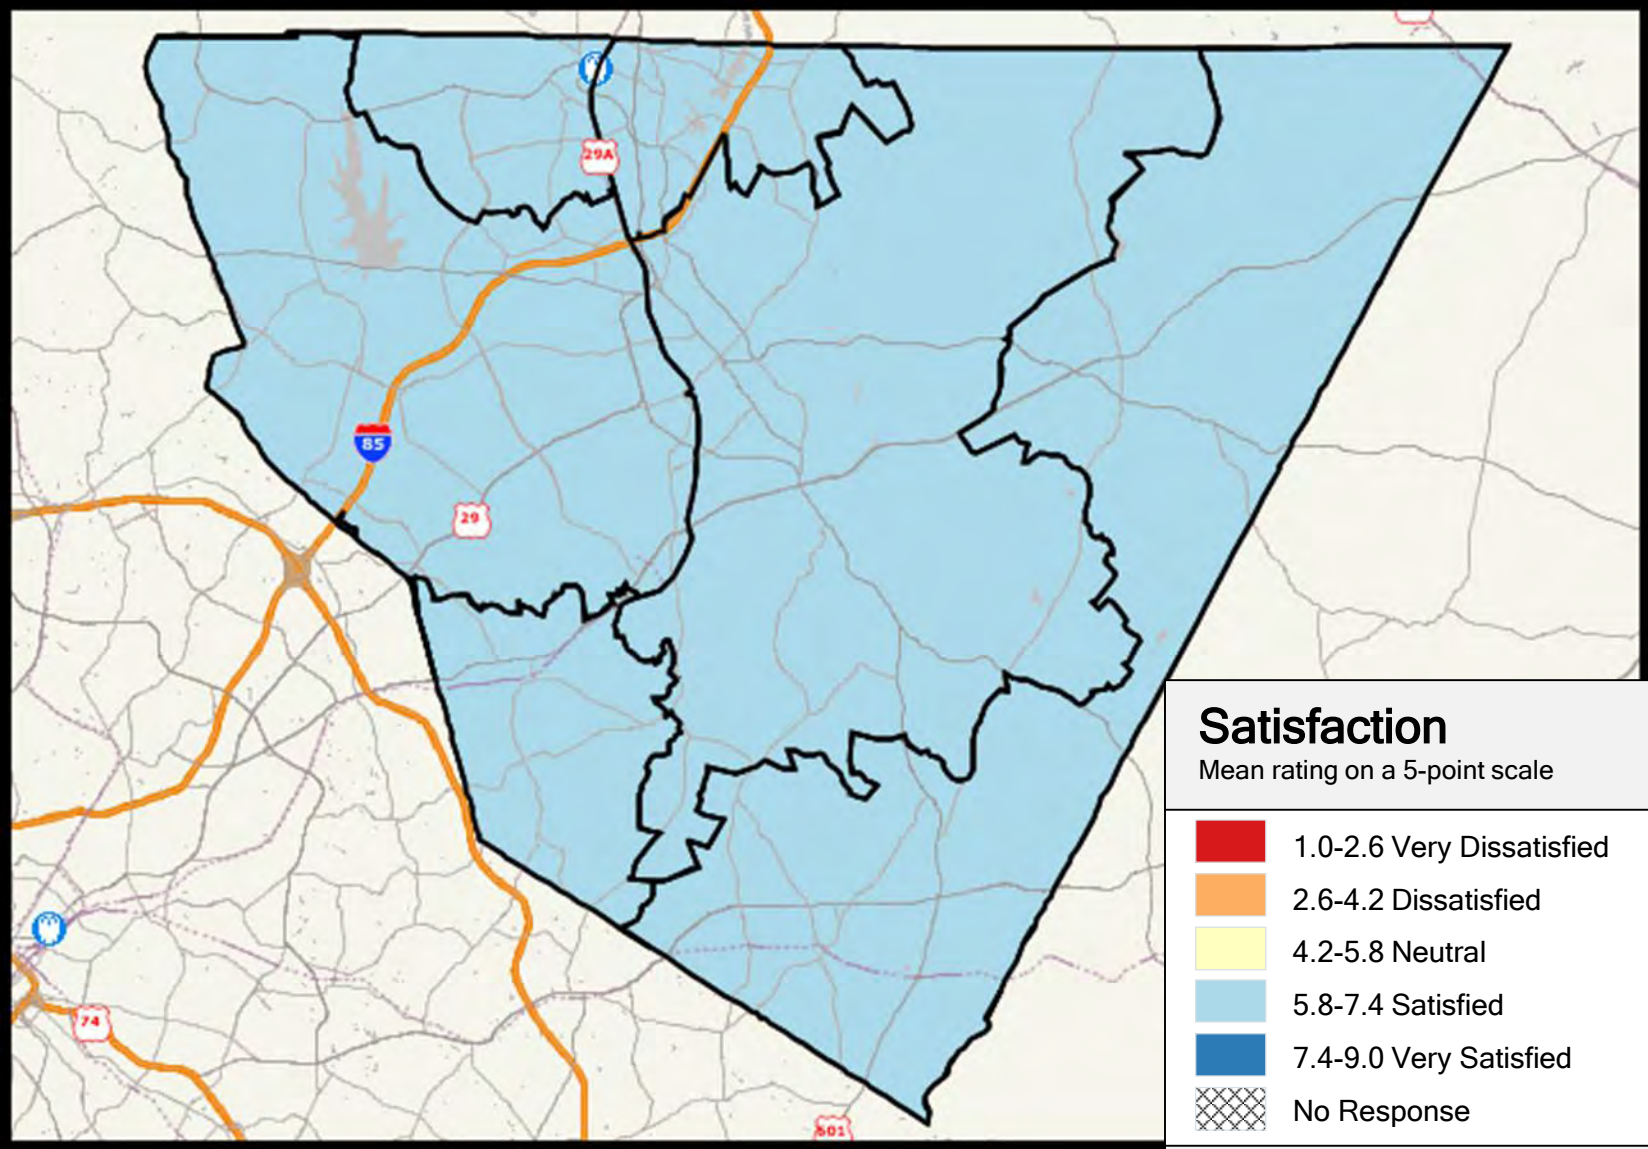 29A
85
29
74
601
Satisfaction
Mean rating on a 5-point scale
1.0-2.6 Very Dissatisfied
2.6-4.2 Dissatisfied
4.2-5.8 Neutral
5.8-7.4 Satisfied
7.4-9.0 Very Satisfied
No Response